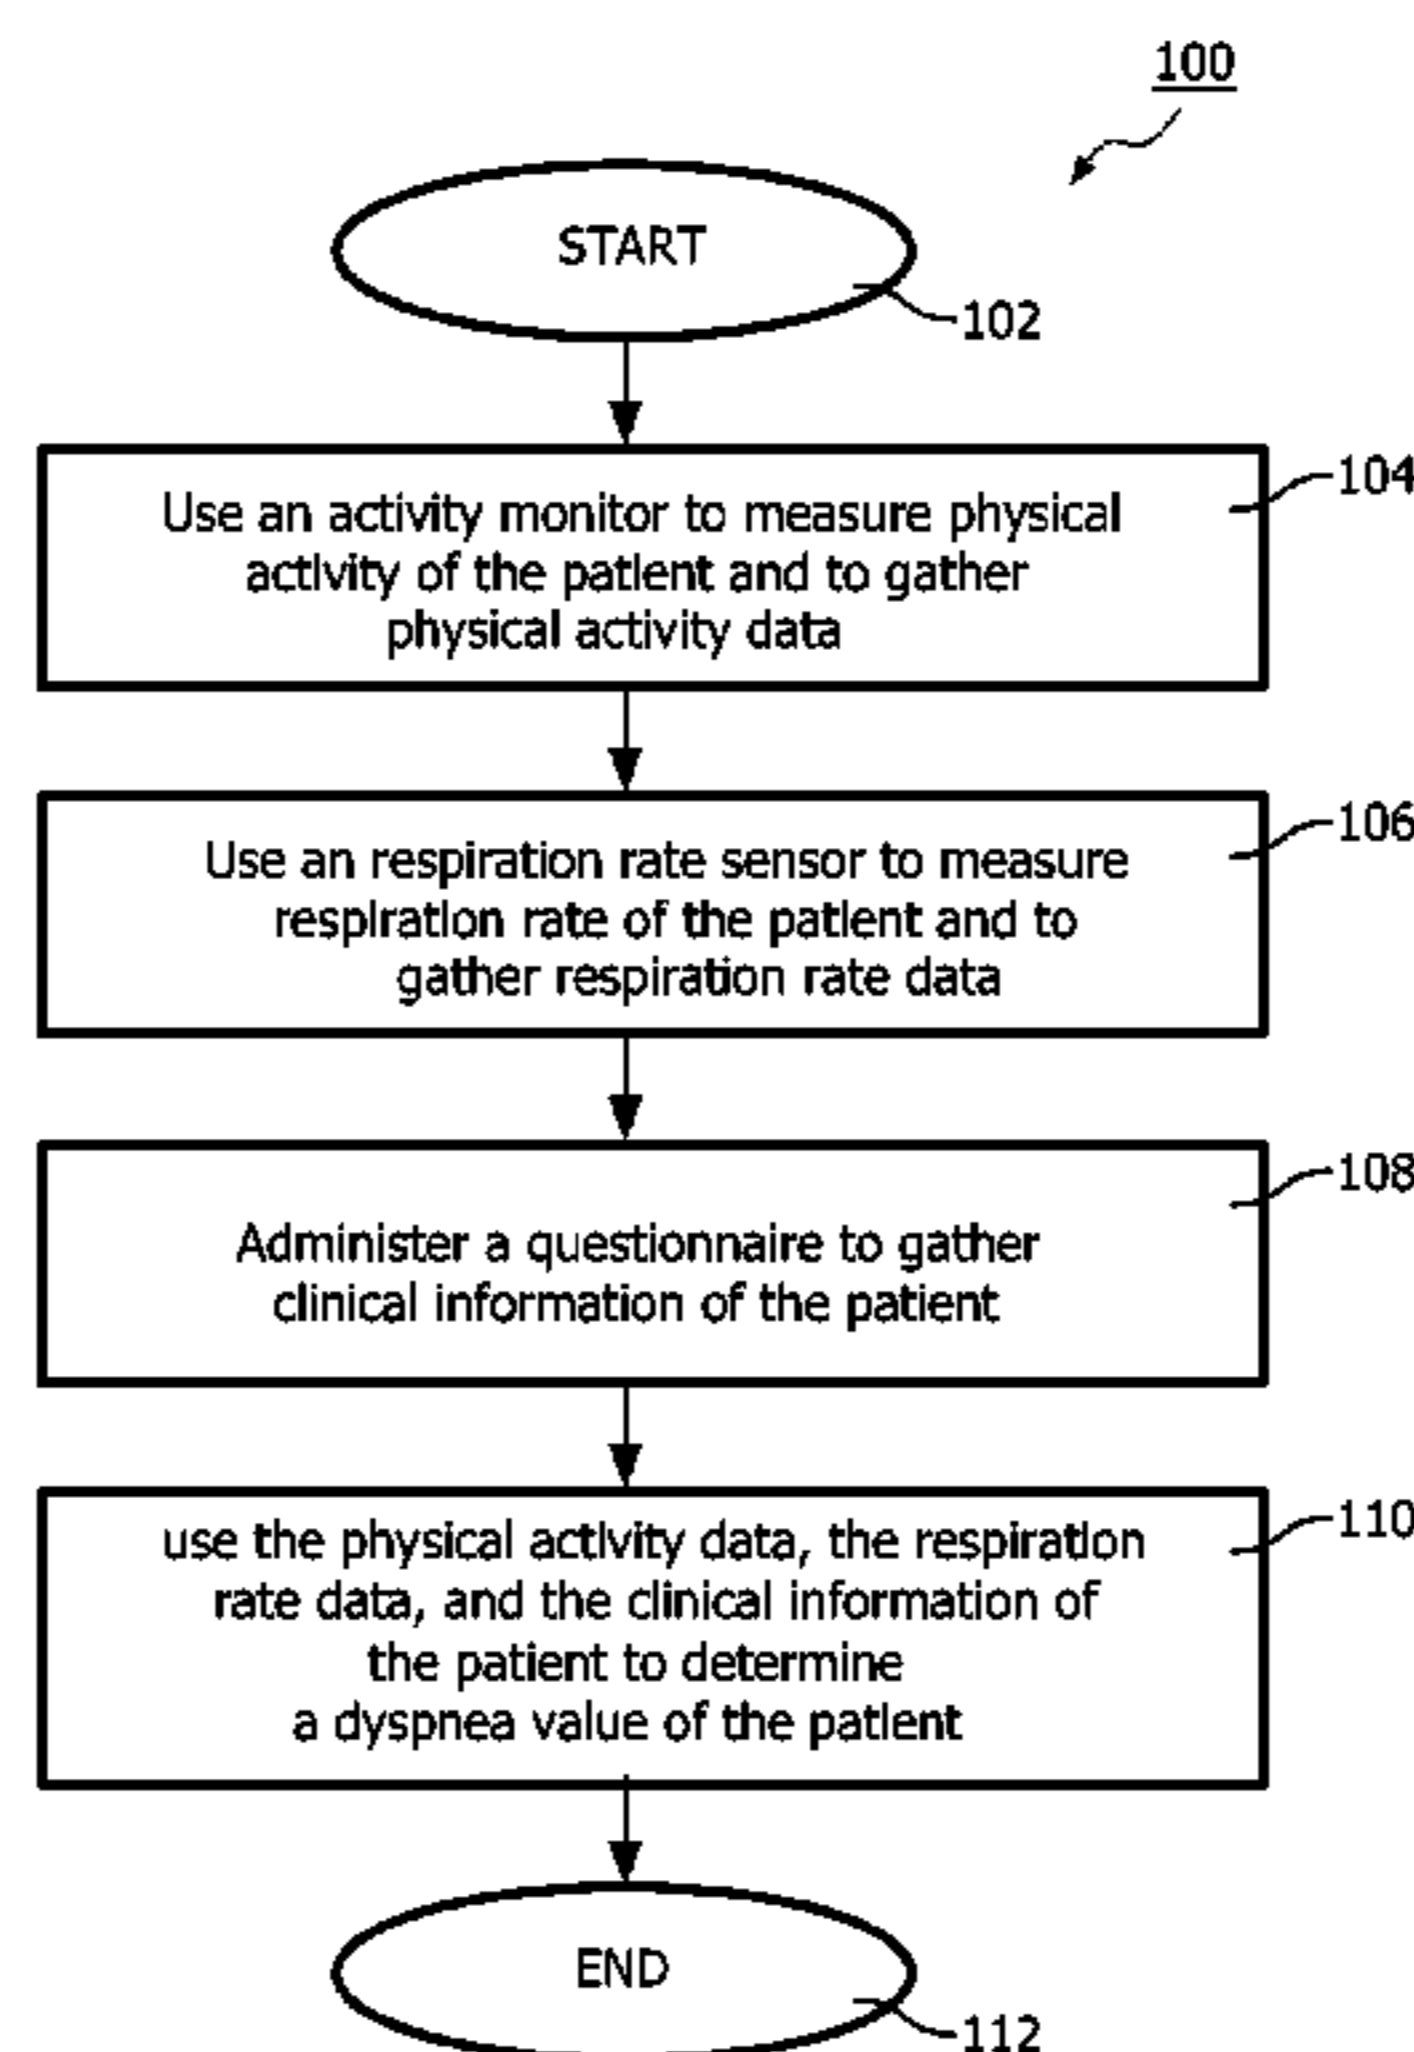 100
START
102
104
Use an activity monitor to measure physical
activity of the patient and to gather
physical activity data
106
Use an respiration rate sensor to measure
respiration rate of the patient and to
gather respiration rate data
108
Administer a questionnaire to gather
clinical information of the patient
110
use the physical activity data, the respiration
rate data, and the clinical information of
the patient to determine
a dyspnea value of the patient
END
112